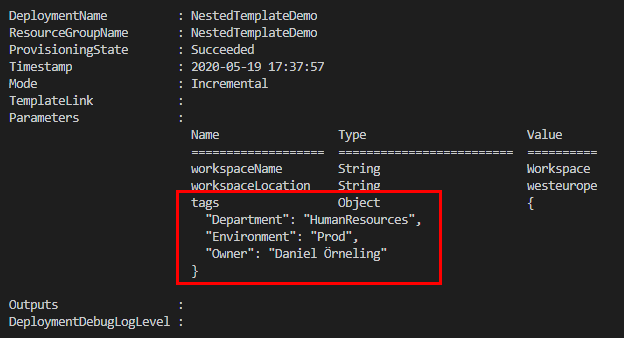 DeploymentName          : NestedTemplateDemo
ResourceGroupName       : NestedTemplateDemo
ProvisioningState       : Succeeded
Timestamp               : 2020-05-19 17:37:57
Mode                    : Incremental
TemplateLink            :
Parameters              :
                          Name                 Type                       Value
                          ===================  =========================  ==========
                          workspaceName        String                     Workspace
                          workspaceLocation    String                     westeurope
                          tags                 Object                     {
                            "Department": "HumanResources",
                            "Environment": "Prod",
                            "Owner": "Daniel Örneling"
                          }
Outputs                 :
DeploymentDebugLogLevel :